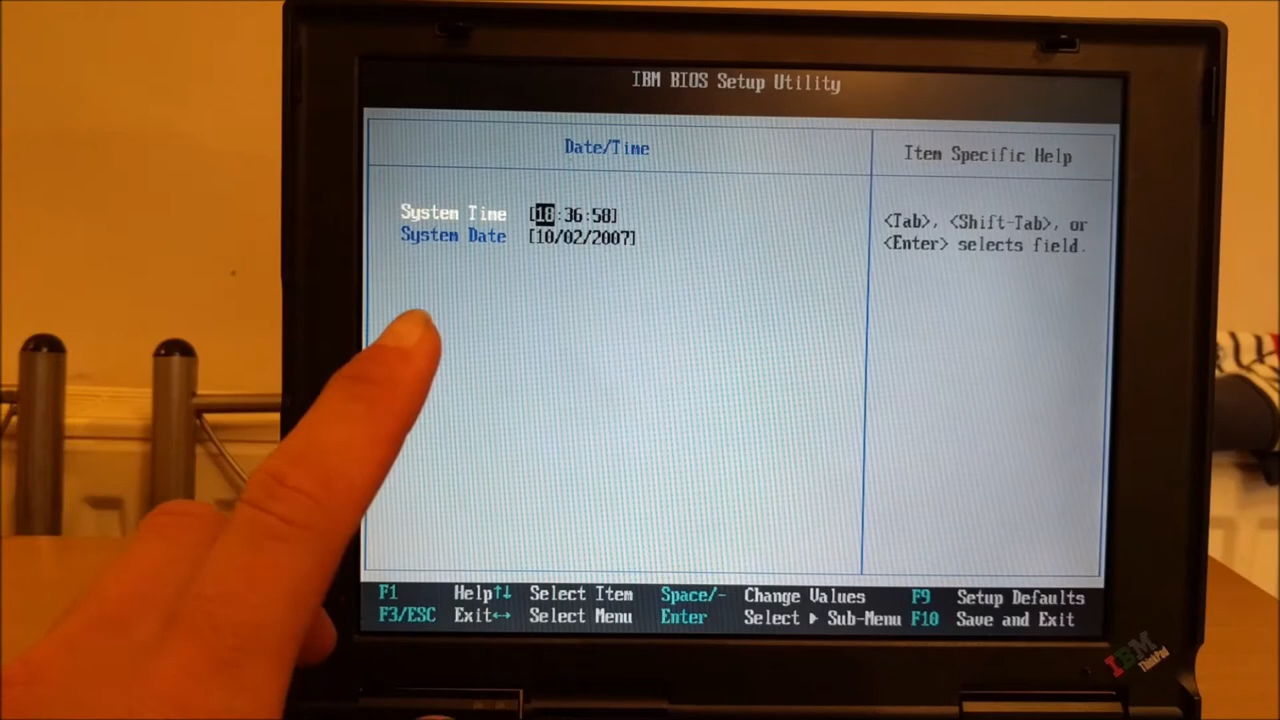 IBM BIOS Setup Utility
Date/Time
Item Specific Help
System Time [18:36:58]
System Date [10/02/2007]
<Tab>, <Shift-Tab>, or
<Enter> selects field.
F1 Help ↑↓ Select Item Space/- Change Values F9 Setup Defaults
F3/ESC Exit ↔ Select Menu Enter Select ▶ Sub-Menu F10 Save and Exit
IBM
ThinkPad